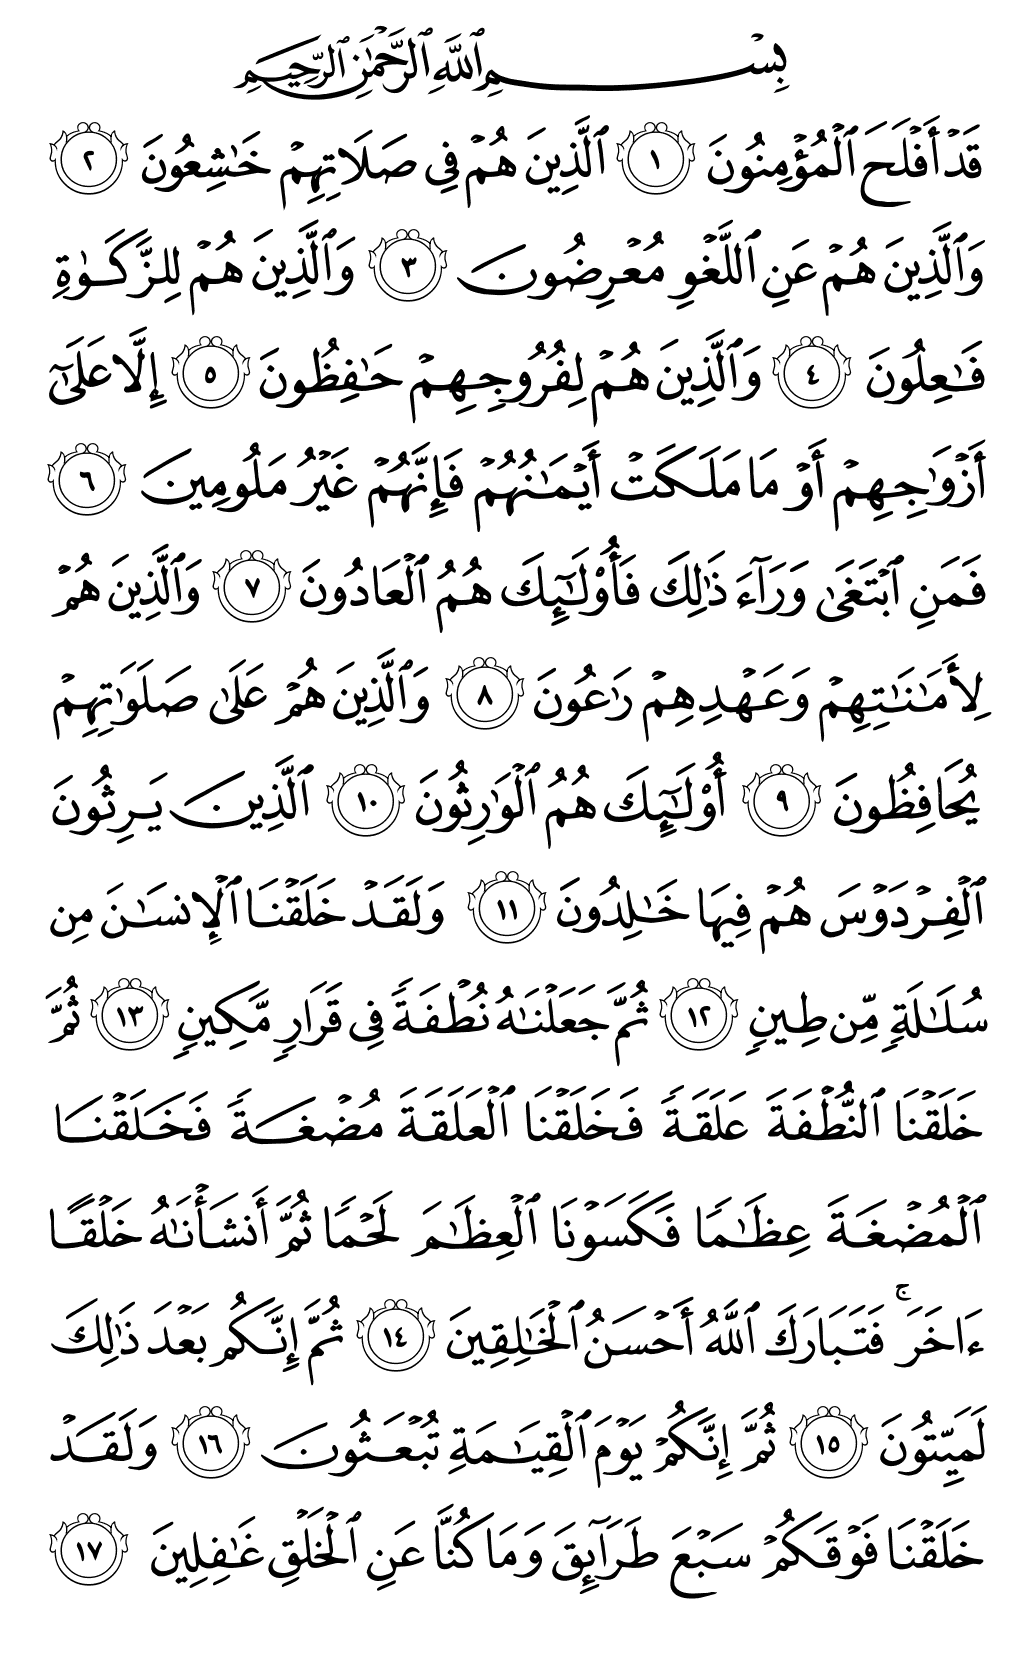 بِسْمِ ٱللَّهِ ٱلرَّحْمَٰنِ ٱلرَّحِيمِ
قَدْ أَفْلَحَ ٱلْمُؤْمِنُونَ ١ ٱلَّذِينَ هُمْ فِى صَلَاتِهِمْ خَٰشِعُونَ ٢
وَٱلَّذِينَ هُمْ عَنِ ٱللَّغْوِ مُعْرِضُونَ ٣ وَٱلَّذِينَ هُمْ لِلزَّكَوٰةِ
فَٰعِلُونَ ٤ وَٱلَّذِينَ هُمْ لِفُرُوجِهِمْ حَٰفِظُونَ ٥ إِلَّا عَلَىٰٓ
أَزْوَٰجِهِمْ أَوْ مَا مَلَكَتْ أَيْمَٰنُهُمْ فَإِنَّهُمْ غَيْرُ مَلُومِينَ ٦
فَمَنِ ٱبْتَغَىٰ وَرَآءَ ذَٰلِكَ فَأُو۟لَٰٓئِكَ هُمُ ٱلْعَادُونَ ٧ وَٱلَّذِينَ هُمْ
لِأَمَٰنَٰتِهِمْ وَعَهْدِهِمْ رَٰعُونَ ٨ وَٱلَّذِينَ هُمْ عَلَىٰ صَلَوَٰتِهِمْ
يُحَافِظُونَ ٩ أُو۟لَٰٓئِكَ هُمُ ٱلْوَٰرِثُونَ ١٠ ٱلَّذِينَ يَرِثُونَ
ٱلْفِرْدَوْسَ هُمْ فِيهَا خَٰلِدُونَ ١١ وَلَقَدْ خَلَقْنَا ٱلْإِنسَٰنَ مِن
سُلَٰلَةٍ مِّن طِينٍ ١٢ ثُمَّ جَعَلْنَٰهُ نُطْفَةً فِى قَرَارٍ مَّكِينٍ ١٣ ثُمَّ
خَلَقْنَا ٱلنُّطْفَةَ عَلَقَةً فَخَلَقْنَا ٱلْعَلَقَةَ مُضْغَةً فَخَلَقْنَا
ٱلْمُضْغَةَ عِظَٰمًا فَكَسَوْنَا ٱلْعِظَٰمَ لَحْمًا ثُمَّ أَنشَأْنَٰهُ خَلْقًا
ءَاخَرَ ۚ فَتَبَارَكَ ٱللَّهُ أَحْسَنُ ٱلْخَٰلِقِينَ ١٤ ثُمَّ إِنَّكُم بَعْدَ ذَٰلِكَ
لَمَيِّتُونَ ١٥ ثُمَّ إِنَّكُمْ يَوْمَ ٱلْقِيَٰمَةِ تُبْعَثُونَ ١٦ وَلَقَدْ
خَلَقْنَا فَوْقَكُمْ سَبْعَ طَرَآئِقَ وَمَا كُنَّا عَنِ ٱلْخَلْقِ غَٰفِلِينَ ١٧